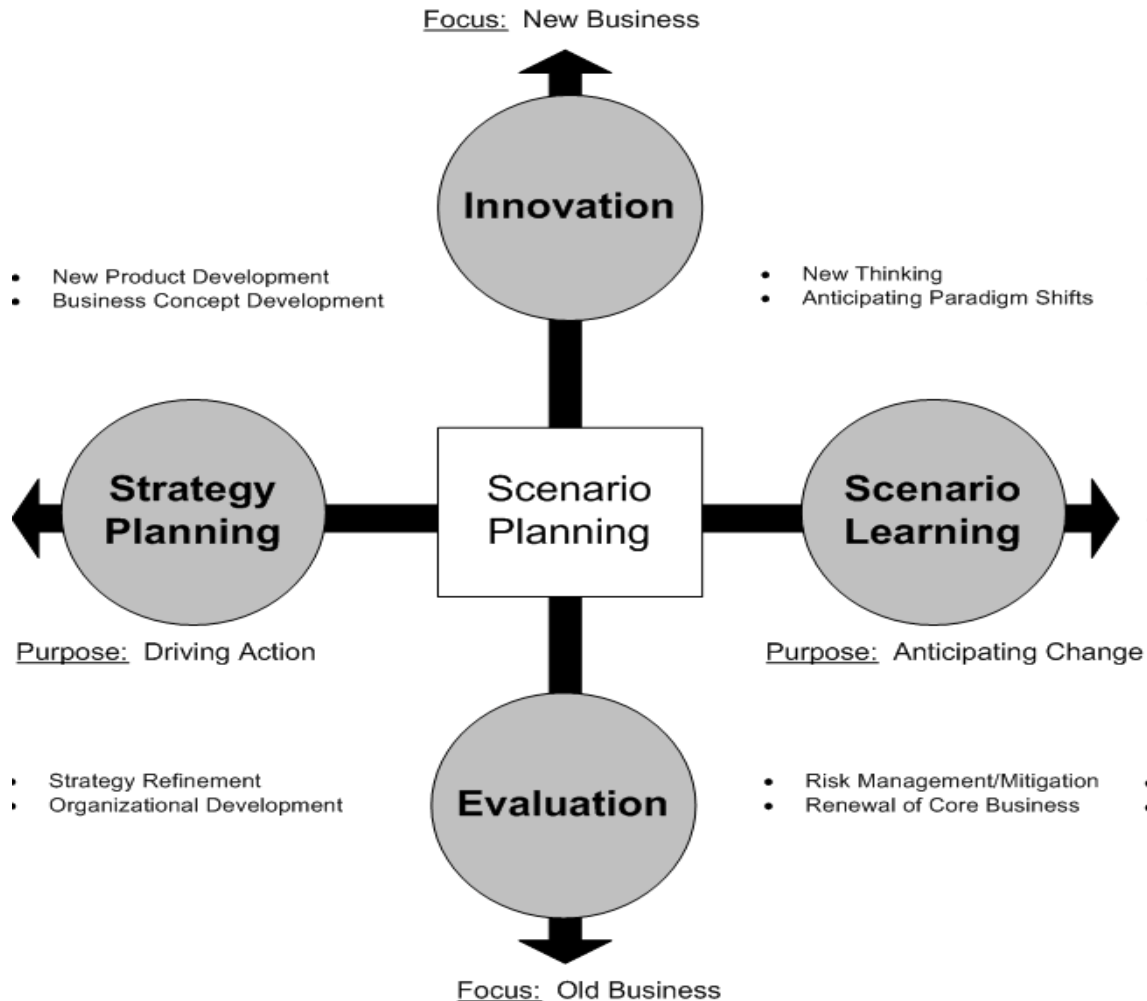 Focus: New Business
Innovation
• New Product Development
• Business Concept Development
• New Thinking
• Anticipating Paradigm Shifts
Strategy
Planning
Scenario
Planning
Scenario
Learning
Purpose: Driving Action
Purpose: Anticipating Change
• Strategy Refinement
• Organizational Development
Evaluation
• Risk Management/Mitigation
• Renewal of Core Business
Focus: Old Business